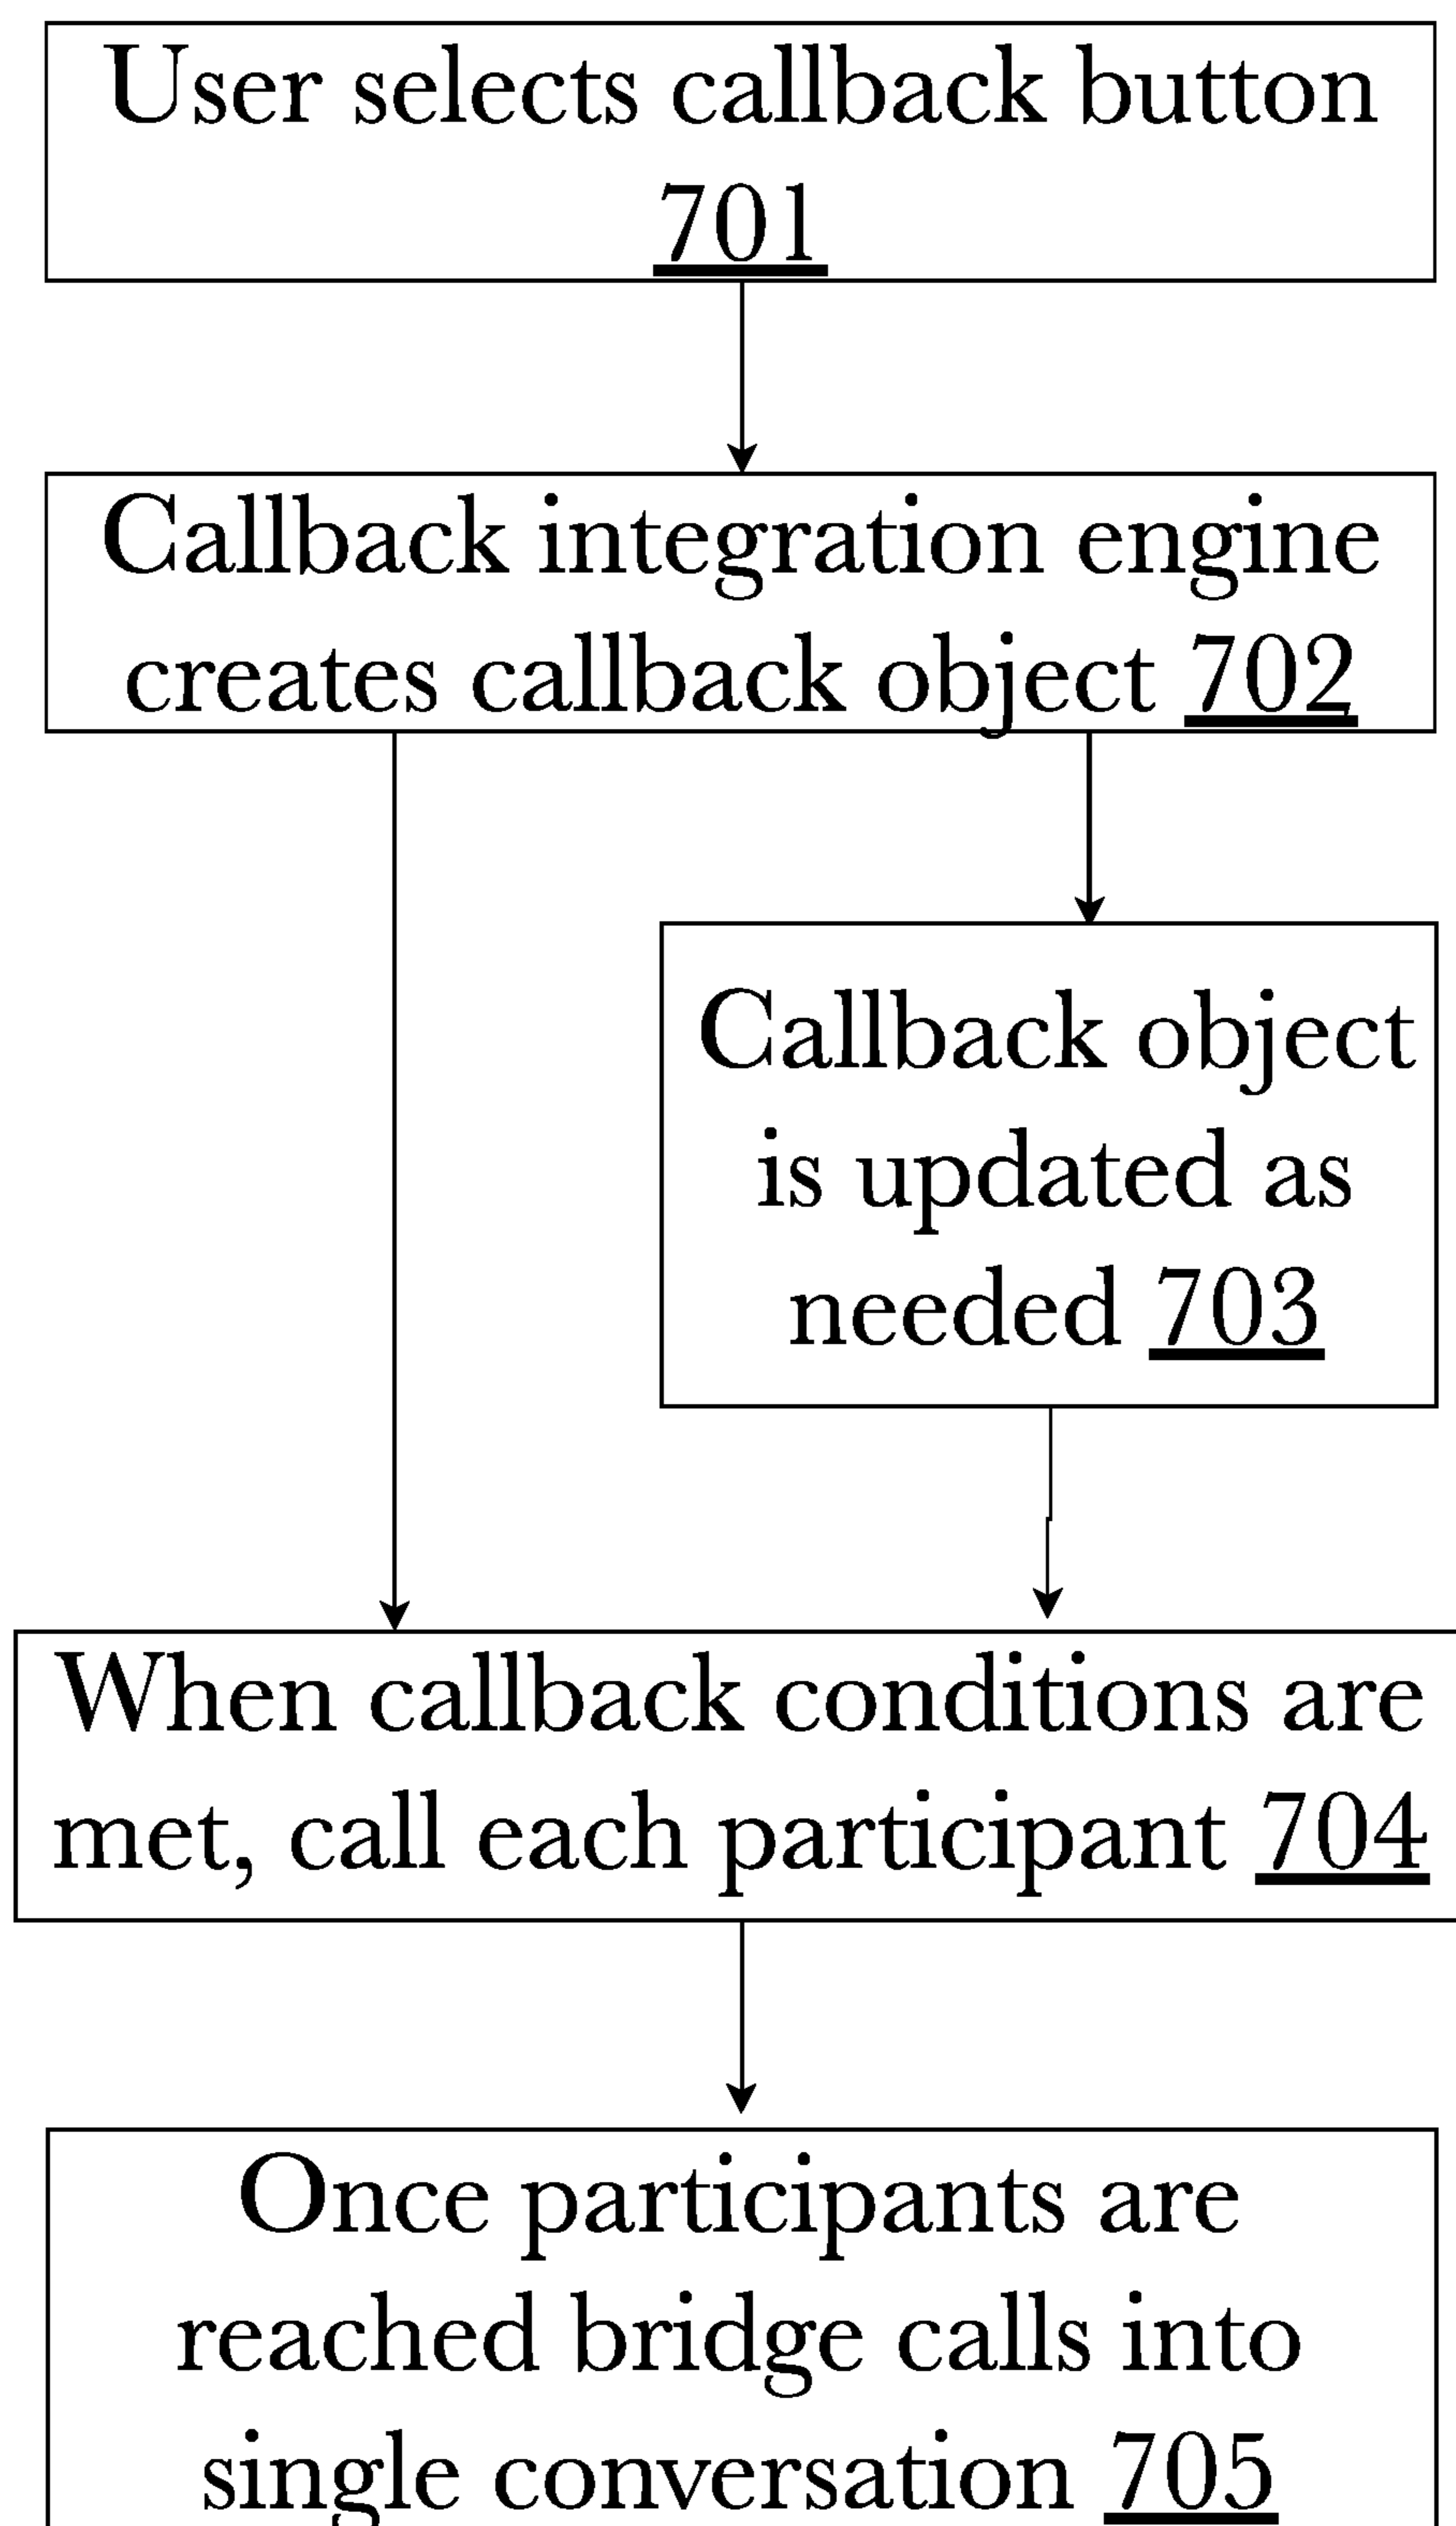 User selects callback button
701
Callback integration engine
creates callback object 702
Callback object
is updated as
needed 703
When callback conditions are
met, call each participant 704
Once participants are
reached bridge calls into
single conversation 705